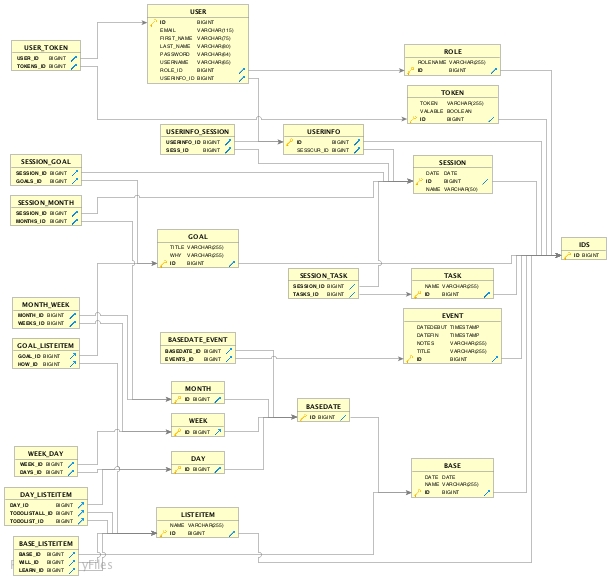 USER
ID BIGINT
EMAIL VARCHAR(115)
FIRST_NAME VARCHAR(75)
LAST_NAME VARCHAR(80)
PASSWORD VARCHAR(64)
USERNAME VARCHAR(65)
ROLE_ID BIGINT
USERINFO_ID BIGINT
USER_TOKEN
USER_ID BIGINT
TOKENS_ID BIGINT
ROLE
ROLENAME VARCHAR(255)
ID BIGINT
TOKEN
TOKEN VARCHAR(255)
VALABLE BOOLEAN
ID BIGINT
USERINFO_SESSION
USERINFO_ID BIGINT
SESS_ID BIGINT
USERINFO
ID BIGINT
SESSCUR_ID BIGINT
SESSION_GOAL
SESSION_ID BIGINT
GOALS_ID BIGINT
SESSION
DATE DATE
ID BIGINT
NAME VARCHAR(50)
SESSION_MONTH
SESSION_ID BIGINT
MONTHS_ID BIGINT
GOAL
TITLE VARCHAR(255)
WHY VARCHAR(255)
ID BIGINT
IDS
ID BIGINT
SESSION_TASK
SESSION_ID BIGINT
TASKS_ID BIGINT
TASK
NAME VARCHAR(255)
ID BIGINT
MONTH_WEEK
MONTH_ID BIGINT
WEEKS_ID BIGINT
EVENT
DATEDEBUT TIMESTAMP
DATEFIN TIMESTAMP
NOTES VARCHAR(255)
TITLE VARCHAR(255)
ID BIGINT
GOAL_LISTEITEM
GOAL_ID BIGINT
HOW_ID BIGINT
BASEDATE_EVENT
BASEDATE_ID BIGINT
EVENTS_ID BIGINT
MONTH
ID BIGINT
BASEDATE
ID BIGINT
WEEK
ID BIGINT
WEEK_DAY
WEEK_ID BIGINT
DAYS_ID BIGINT
DAY
ID BIGINT
BASE
DATE DATE
NAME VARCHAR(255)
ID BIGINT
DAY_LISTEITEM
DAY_ID BIGINT
TODOLISTALL_ID BIGINT
TODOLIST_ID BIGINT
LISTEITEM
NAME VARCHAR(255)
ID BIGINT
BASE_LISTEITEM
BASE_ID BIGINT
WILL_ID BIGINT
LEARN_ID BIGINT